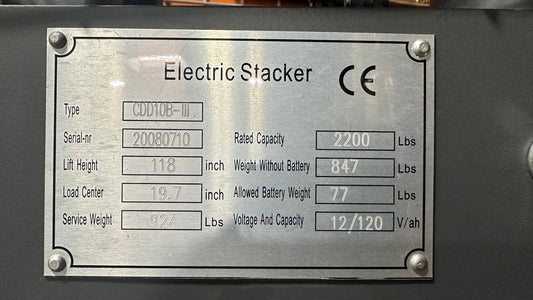 Electric Stacker CE
Type CDD10B-III
Serial-nr 20080710
Rated Capacity 2200 Lbs
Lift Height 118 inch
Weight Without Battery 847 Lbs
Load Center 19.7 inch
Allowed Battery Weight 77 Lbs
Service Weight Lbs
Voltage And Capacity 12/120 V/ah